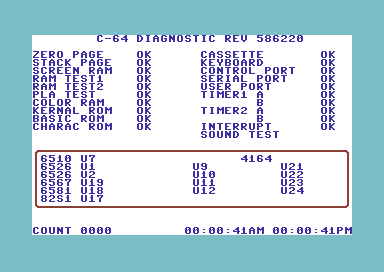 C-64 DIAGNOSTIC REV 586220
ZERO PAGE OK CASSETTE OK
STACK PAGE OK KEYBOARD OK
SCREEN RAM OK CONTROL PORT OK
RAM TEST1 OK SERIAL PORT OK
RAM TEST2 OK USER PORT OK
PLA TEST OK TIMER1 A OK
COLOR RAM OK B OK
KERNAL ROM OK TIMER2 A OK
BASIC ROM OK B OK
CHARAC ROM OK INTERRUPT OK
SOUND TEST
6510 U7 4164
6526 U1 U9 U21
6526 U2 U10 U22
6567 U19 U11 U23
6581 U18 U12 U24
82S1 U17
COUNT 0000 00:00:41AM 00:00:41PM